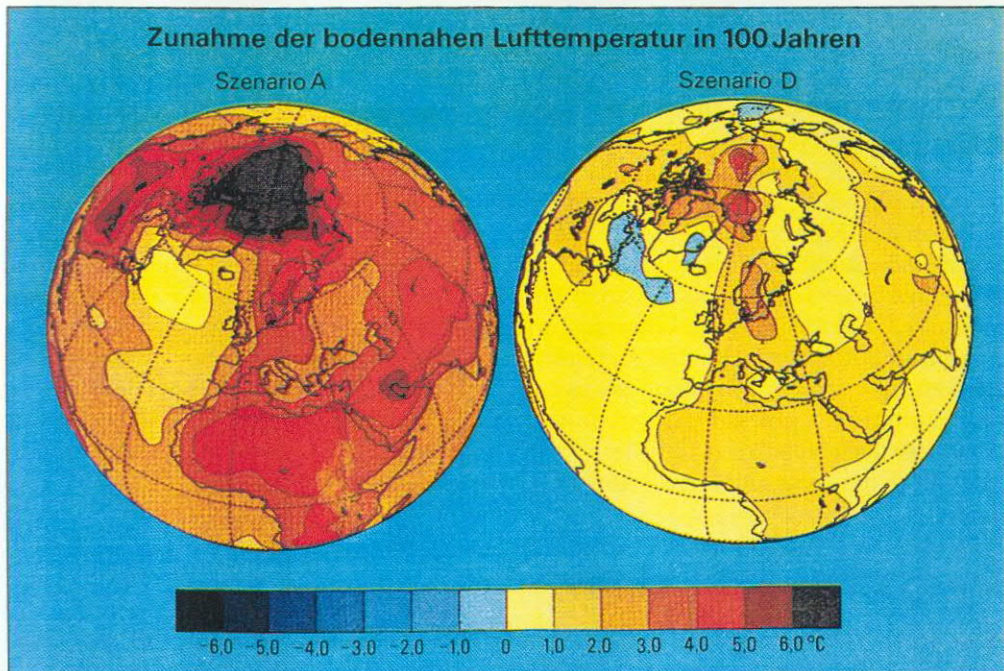 Zunahme der bodennahen Lufttemperatur in 100 Jahren
Szenario A
Szenario D
-6,0 -5,0 -4,0 -3,0 -2,0 -1,0 0 1,0 2,0 3,0 4,0 5,0 6,0 °C